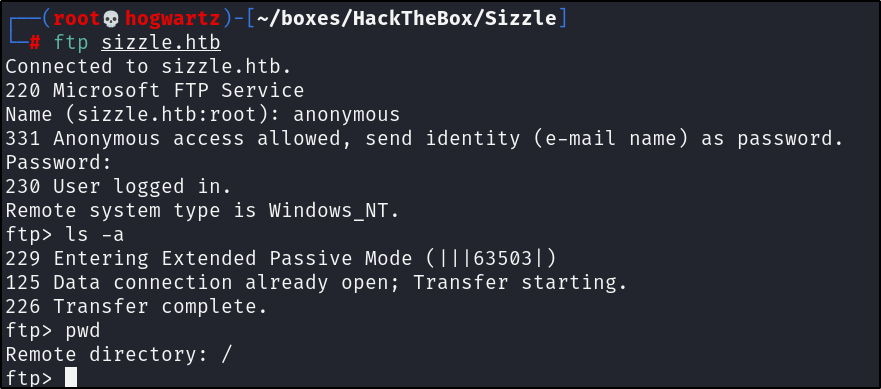 ┌──(root💀hogwartz)-[~/boxes/HackTheBox/Sizzle]
└─# ftp sizzle.htb
Connected to sizzle.htb.
220 Microsoft FTP Service
Name (sizzle.htb:root): anonymous
331 Anonymous access allowed, send identity (e-mail name) as password.
Password:
230 User logged in.
Remote system type is Windows_NT.
ftp> ls -a
229 Entering Extended Passive Mode (|||63503|)
125 Data connection already open; Transfer starting.
226 Transfer complete.
ftp> pwd
Remote directory: /
ftp>